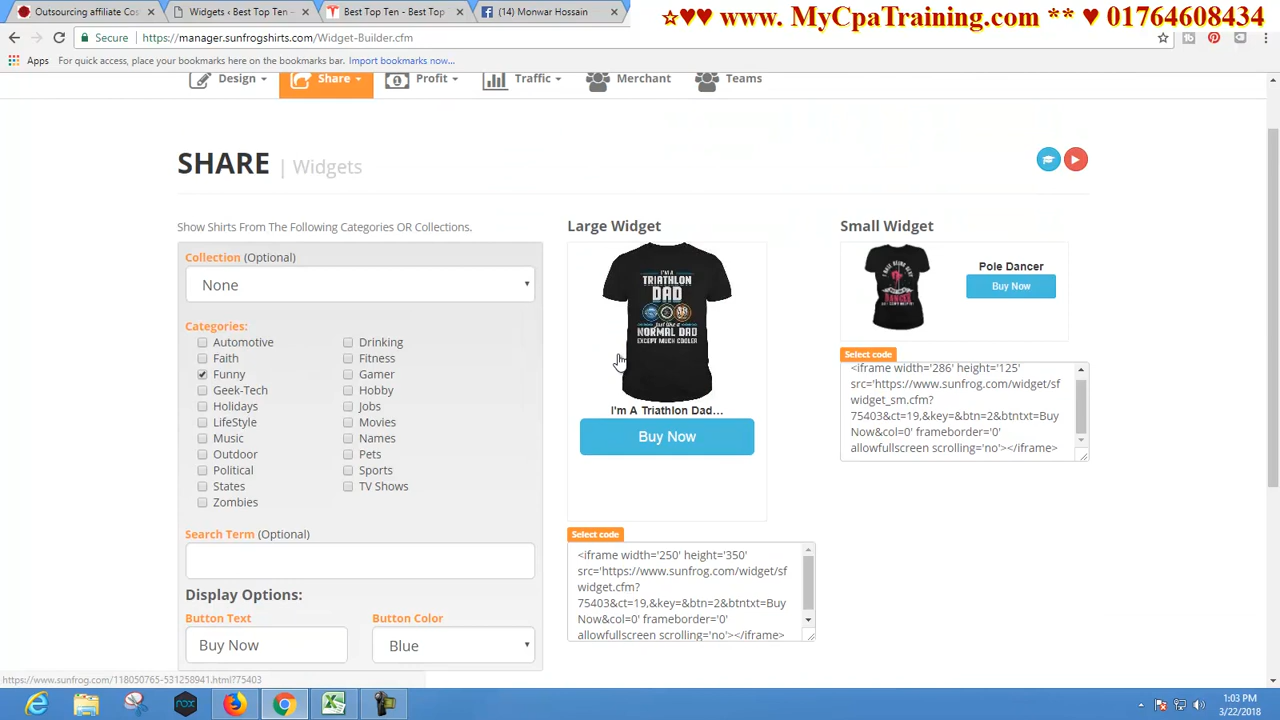 Outsourcing affiliate Cos
Widgets ‹ Best Top Ten -
Best Top Ten - Best Top
(14) Monwar Hossain
☆♥♥ www. MyCpaTraining.com ** ♥ 01764608434
Secure
https://manager.sunfrogshirts.com/Widget-Builder.cfm
Apps For quick access, place your bookmarks here on the bookmarks bar. Import bookmarks now...
Design Share Profit Traffic Merchant Teams
SHARE | Widgets
Show Shirts From The Following Categories OR Collections.
Collection (Optional)
None
Categories:
Automotive Drinking
Faith Fitness
Funny Gamer
Geek-Tech Hobby
Holidays Jobs
LifeStyle Movies
Music Names
Outdoor Pets
Political Sports
States TV Shows
Zombies
Search Term (Optional)
Display Options:
Button Text Button Color
Buy Now Blue
Large Widget
I'M A
TRIATHLON
DAD
just like a
NORMAL DAD
EXCEPT MUCH COOLER
I'm A Triathlon Dad...
Buy Now
Select code
<iframe width='250' height='350'
src='https://www.sunfrog.com/widget/sf
widget.cfm?
75403&ct=19,&key=&btn=2&btntxt=Buy
Now&col=0' frameborder='0'
allowfullscreen scrolling='no'></iframe>
Small Widget
DANCER
Pole Dancer
Buy Now
Select code
<iframe width='286' height='125'
src='https://www.sunfrog.com/widget/sf
widget_sm.cfm?
75403&ct=19,&key=&btn=2&btntxt=Buy
Now&col=0' frameborder='0'
allowfullscreen scrolling='no'></iframe>
https://www.sunfrog.com/118050765-531258941.html?75403
nox
1:03 PM
3/22/2018